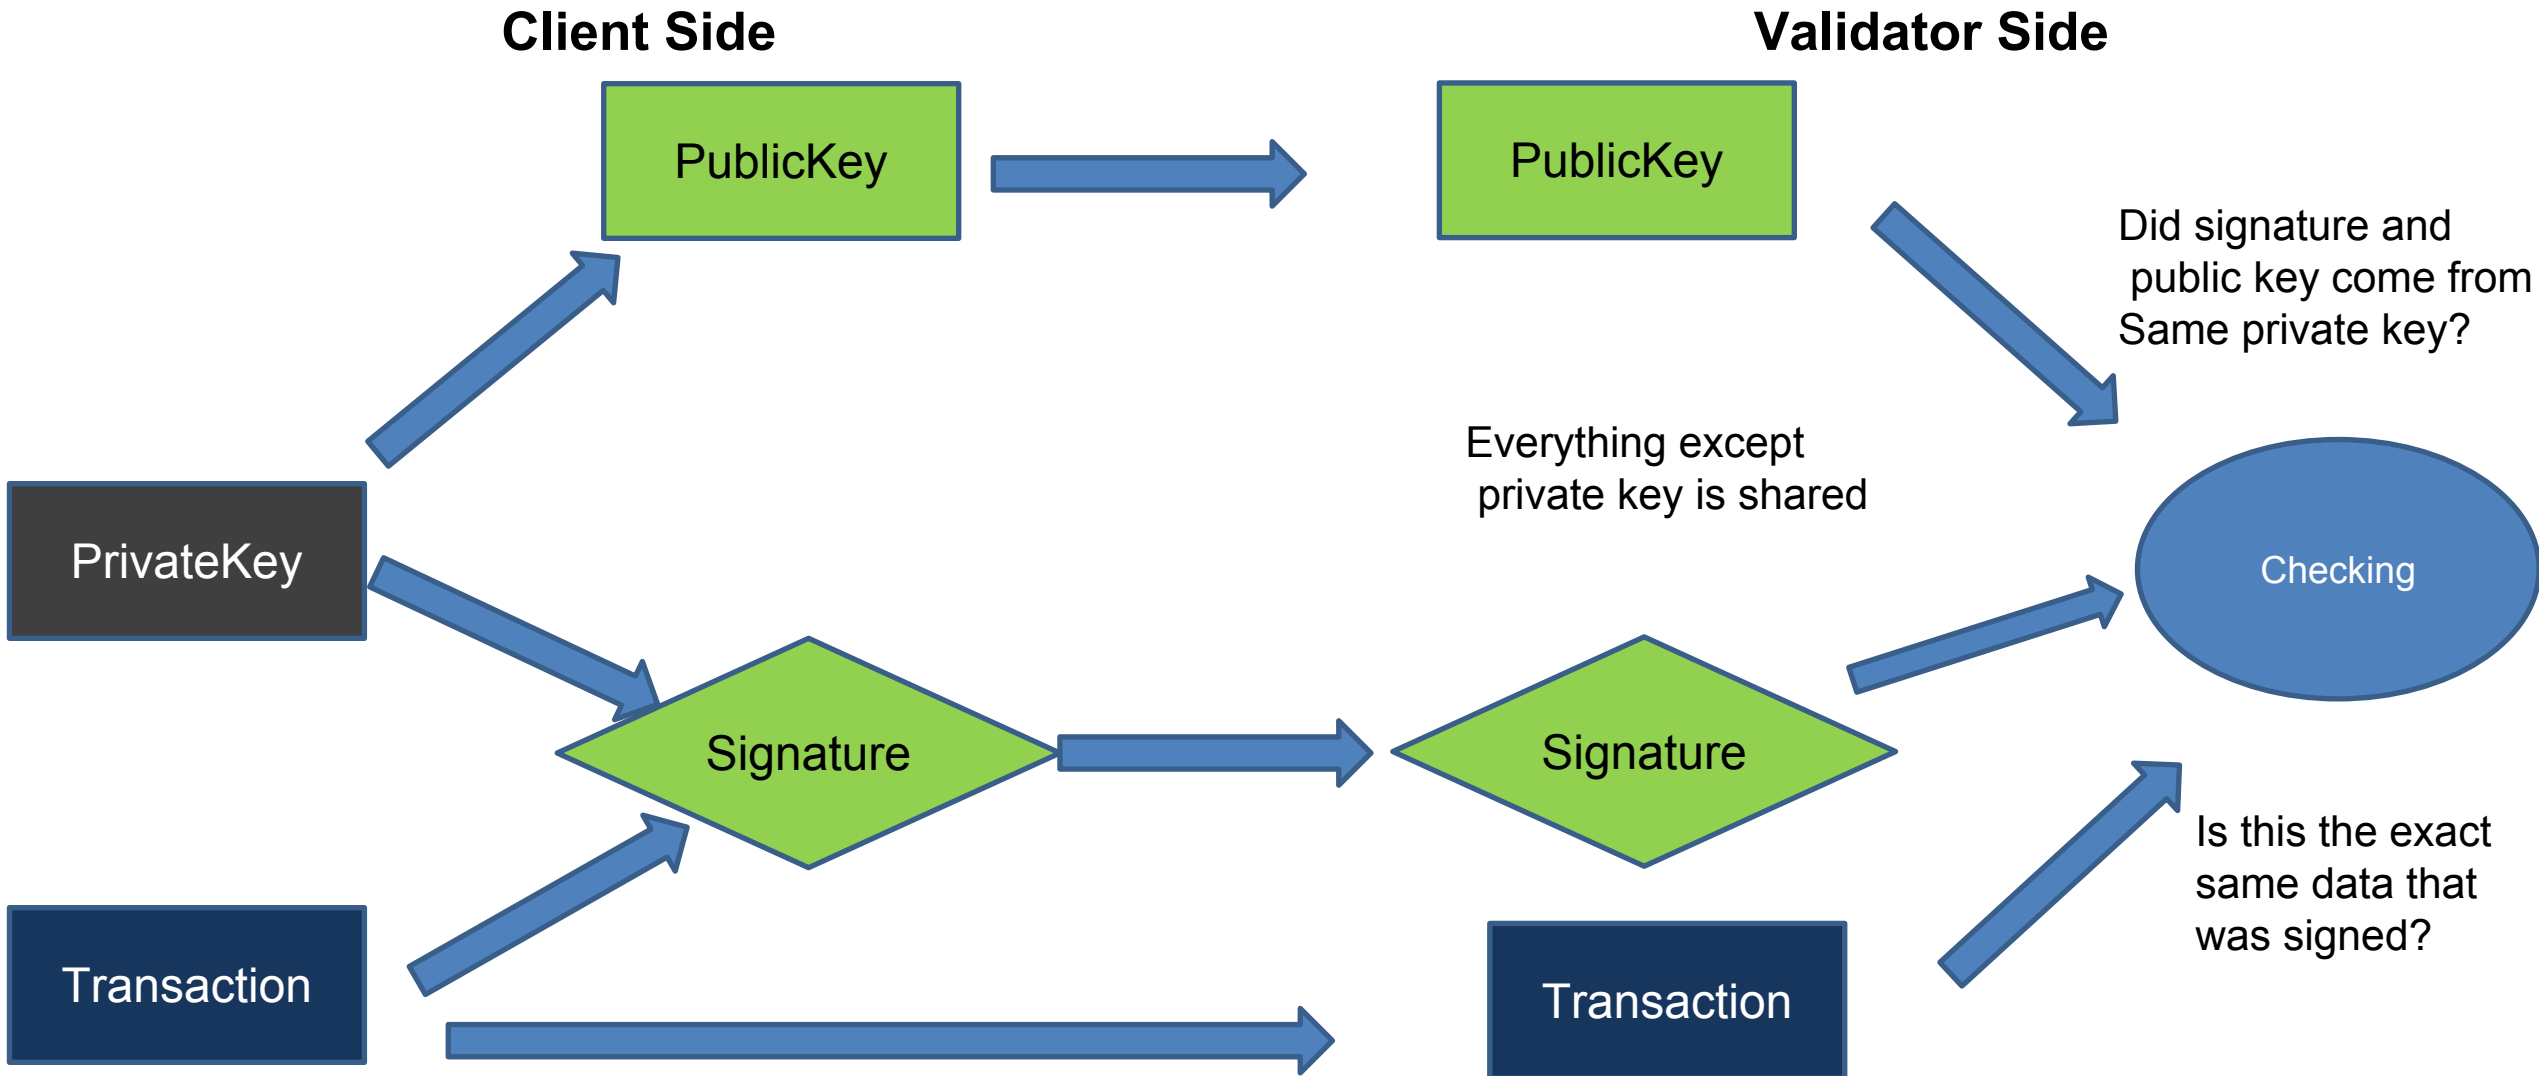 Client Side
Validator Side
PublicKey
PublicKey
Did signature and
public key come from
Same private key?
Everything except
private key is shared
PrivateKey
Checking
Signature
Signature
Is this the exact
same data that
was signed?
Transaction
Transaction